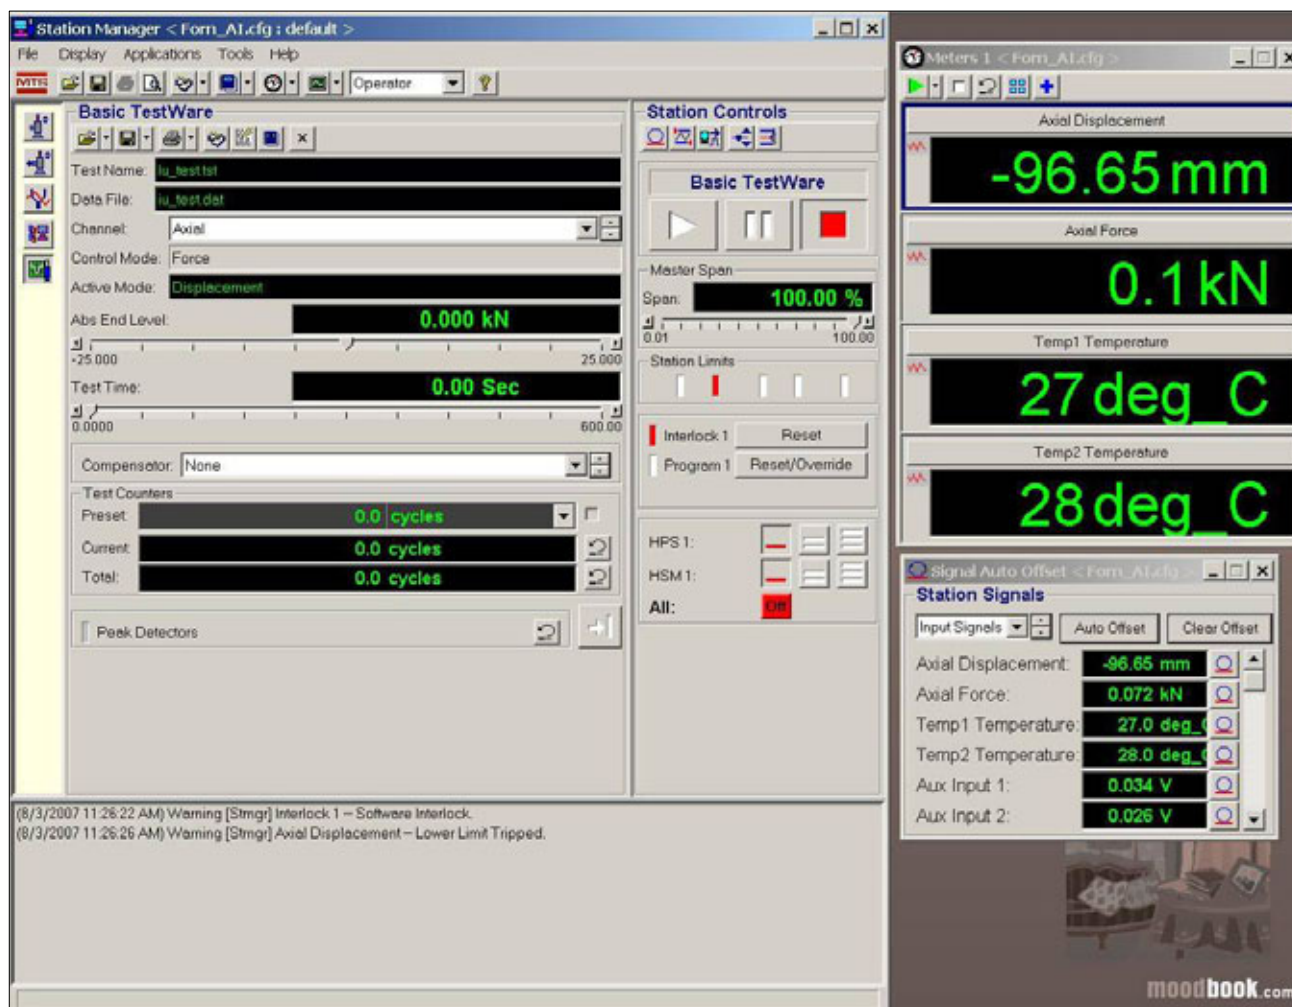 Station Manager < Forn_AI.cfg : default >
File Display Applications Tools Help
MTS Operator
Basic TestWare
Test Name: iu_test.tst
Data File: iu_test.dat
Channel: Axial
Control Mode: Force
Active Mode: Displacement
Abs End Level: 0.000 kN
-25.000 25.000
Test Time: 0.00 Sec
0.0000 600.00
Compensator: None
Test Counters
Preset: 0.0 cycles
Current: 0.0 cycles
Total: 0.0 cycles
Peak Detectors
Station Controls
Basic TestWare
Master Span
Span: 100.00 %
0.01 100.00
Station Limits
Interlock 1 Reset
Program 1 Reset/Override
HPS 1:
HSM 1:
All: Off
(8/3/2007 11:26:22 AM) Warning [Stmgr] Interlock 1 – Software Interlock.
(8/3/2007 11:26:26 AM) Warning [Stmgr] Axial Displacement – Lower Limit Tripped.
Meters 1 < Forn_AI.cfg >
Axial Displacement
-96.65 mm
Axial Force
0.1 kN
Temp1 Temperature
27 deg_C
Temp2 Temperature
28 deg_C
Signal Auto Offset < Forn_AI.cfg >
Station Signals
Input Signals Auto Offset Clear Offset
Axial Displacement: -96.65 mm
Axial Force: 0.072 kN
Temp1 Temperature: 27.0 deg_
Temp2 Temperature: 28.0 deg_
Aux Input 1: 0.034 V
Aux Input 2: 0.026 V
moodbook.com